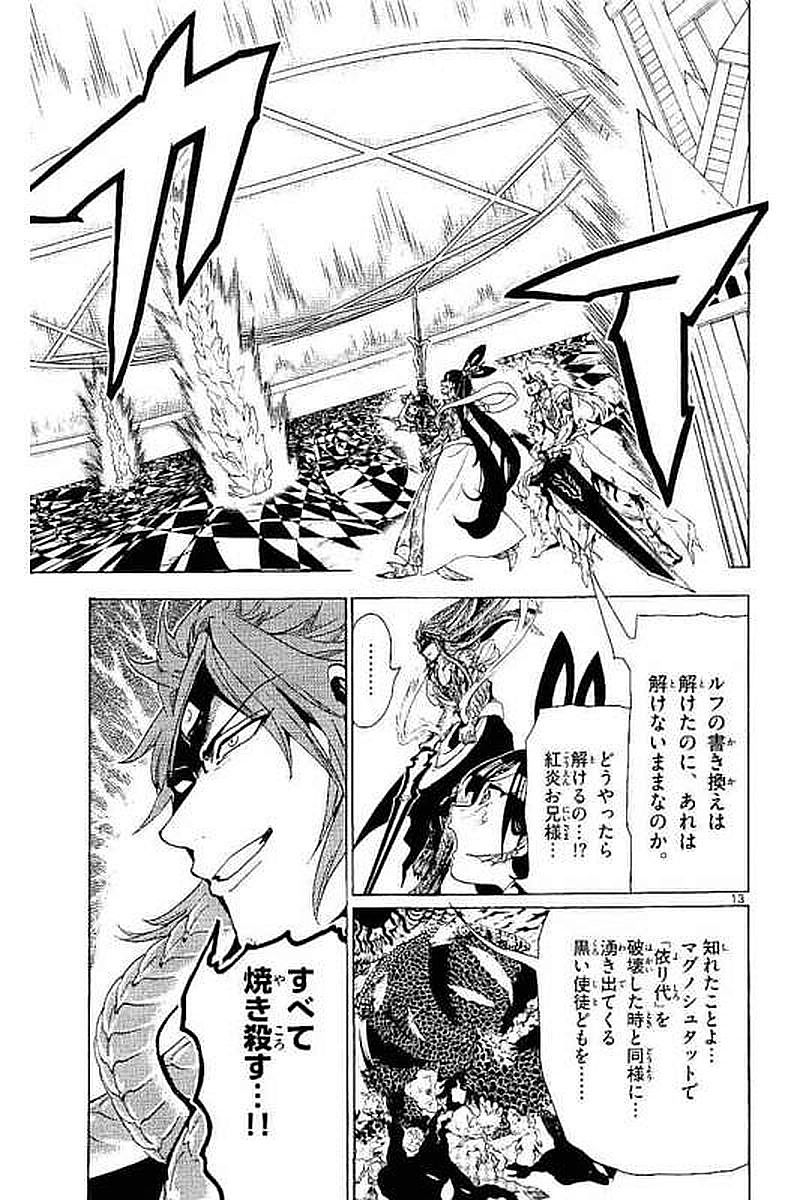 カッ
ルフの書き換えは
解けたのに、あれは
解けないままなのか。
どうやったら
解けるの…!?
紅炎お兄様…
………
13
知れたことよ…
マグノシュタットで
『依り代』を
破壊した時と同様に…
湧き出てくる
黒い使徒どもを……
すべて
焼き殺す…!!